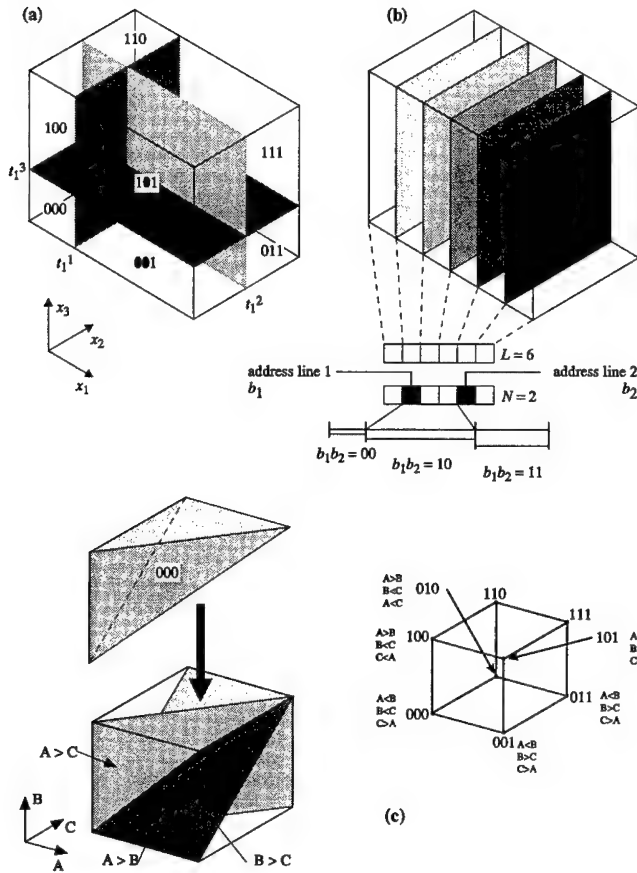 (a)
110
100
111
t₁³
101
000
001
011
t₁¹
t₁²
x₃
x₂
x₁
(b)
L = 6
address line 1
b₁
address line 2
b₂
N = 2
b₁b₂ = 00
b₁b₂ = 10
b₁b₂ = 11
000
A > C
B
C
A
A > B
B > C
A>B
B<C
A<C
010
110
111
A>B
B<C
C<A
100
101
A
B
C
A<B
B<C
C>A
000
011
A<B
B>C
C>A
001
A<B
B>C
C>A
(c)